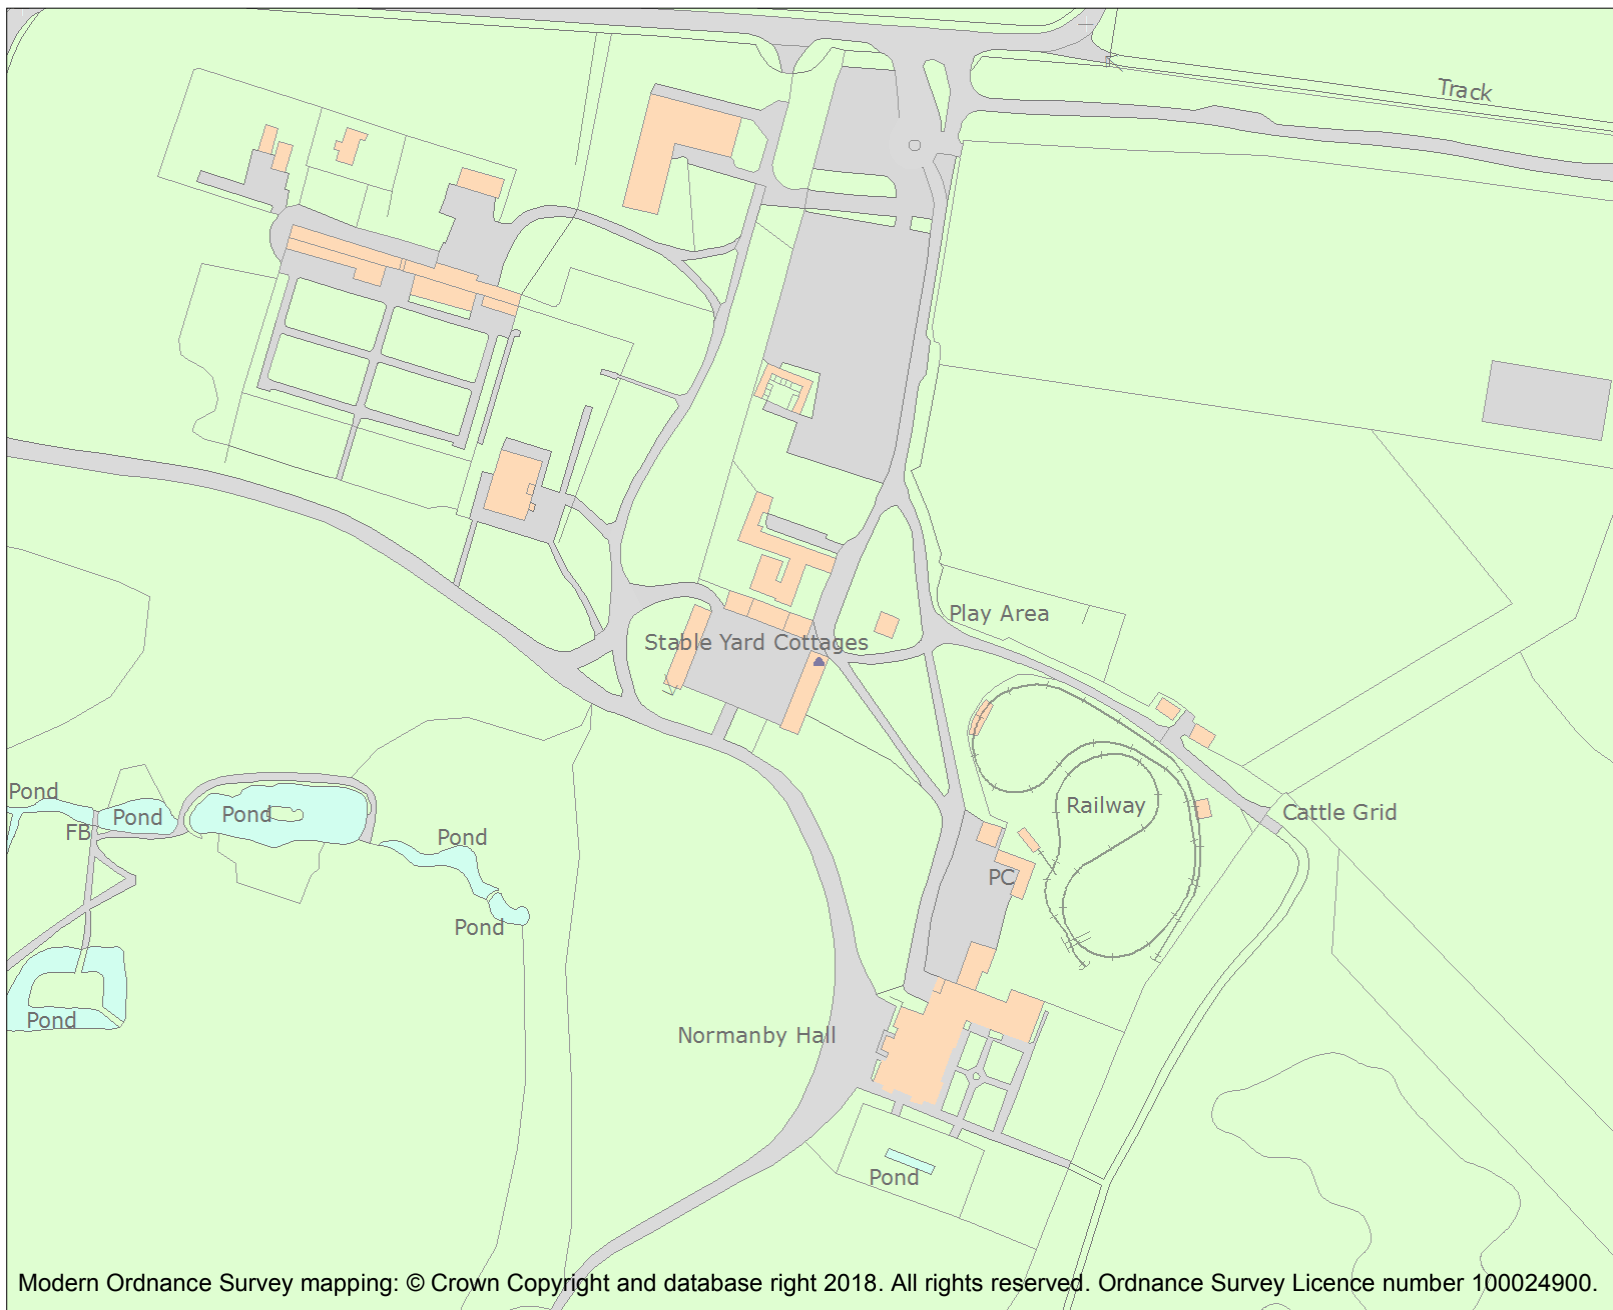 Track
Play Area
Stable Yard Cottages
Pond
Pond
Pond
Railway
Cattle Grid
FB
Pond
PC
Pond
Pond
Normanby Hall
Pond
Modern Ordnance Survey mapping: © Crown Copyright and database right 2018. All rights reserved. Ordnance Survey Licence number 100024900.